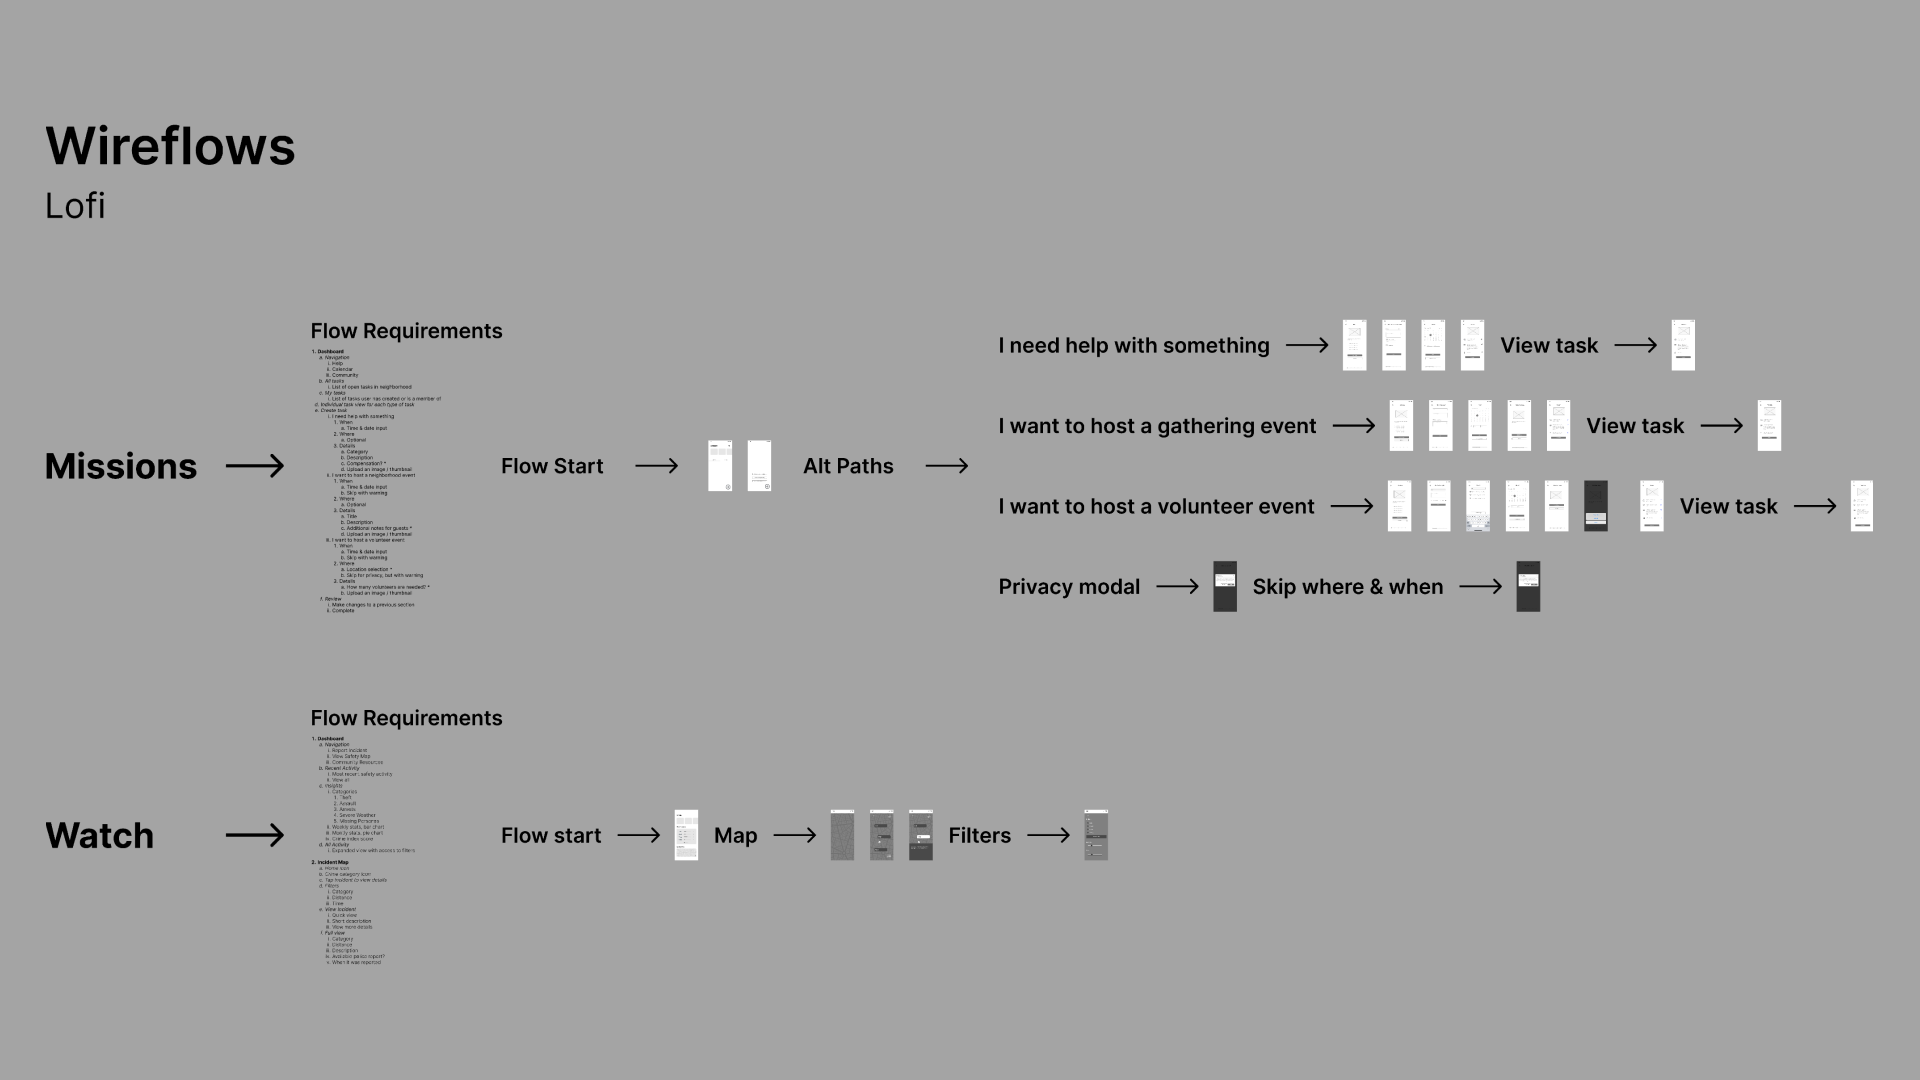 Wireflows
Lofi
Missions
Flow Requirements
1. Dashboard
a. Navigation
i. Help
ii. Calendar
iii. Community
b. All tasks
i. List of open tasks in neighborhood
c. My tasks
i. List of tasks user has created or is a member of
d. Individual task view for each type of task
e. Create task
i. I need help with something
1. When
a. Time & date input
2. Where
a. Optional
3. Details
a. Category
b. Description
c. Compensation? *
d. Upload an image / thumbnail
ii. I want to host a neighborhood event
1. When
a. Time & date input
b. Skip with warning
2. Where
a. Optional
3. Details
a. Title
b. Description
c. Additional notes for guests *
d. Upload an image / thumbnail
iii. I want to host a volunteer event
1. When
a. Time & date input
b. Skip with warning
2. Where
a. Location selection *
b. Skip for privacy, but with warning
3. Details
a. How many volunteers are needed? *
b. Upload an image / thumbnail
f. Review
i. Make changes to a previous section
ii. Complete
Flow Start
Alt Paths
I need help with something
View task
I want to host a gathering event
View task
I want to host a volunteer event
View task
Privacy modal
Skip where & when
Watch
Flow Requirements
1. Dashboard
a. Navigation
i. Report Incident
ii. View Safety Map
iii. Community Resources
b. Recent Activity
i. Most recent safety activity
ii. View all
c. Insights
i. Categories
1. Theft
2. Assault
3. Arrests
4. Severe Weather
5. Missing Persons
ii. Weekly stats, bar chart
iii. Monthly stats, pie chart
iv. Crime index score
d. All Activity
i. Expanded view with access to filters
2. Incident Map
a. Home icon
b. Crime category icon
c. Tap incident to view details
d. Filters
i. Category
ii. Distance
iii. Time
e. View incident
i. Quick view
ii. Short description
iii. View more details
f. Full view
i. Category
ii. Distance
iii. Description
iv. Available police report?
v. When it was reported
Flow start
Map
Filters